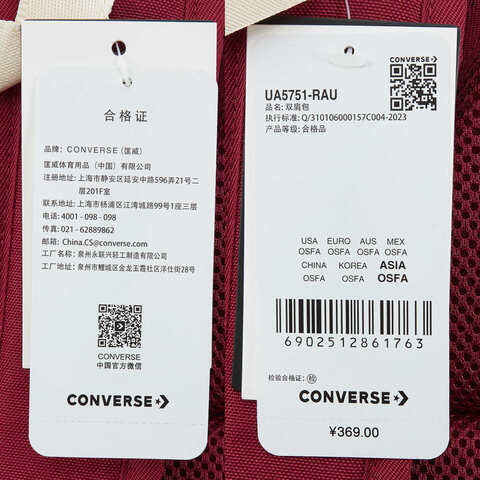 合格证
品牌：CONVERSE（匡威）
匡威体育用品（中国）有限公司
注册地址：上海市静安区延安中路596弄21号二
层201F室
联系地址：上海市杨浦区江湾城路99号1座三层
电话：4001 - 098 - 098
传真：021 - 62889862
邮箱：China.CS@converse.com
工厂名称：泉州永联兴轻工制造有限公司
工厂地址：泉州市鲤城区金龙玉霞社区洋仕街28号
CONVERSE
中国官方微信
CONVERSE
CONVERSE
UA5751-RAU
品名：双肩包
执行标准：Q/310106000157C004-2023
产品等级：合格品
USA EURO AUS MEX
OSFA OSFA OSFA OSFA
CHINA KOREA ASIA
OSFA OSFA OSFA
6902512861763
检验合格证：检
CONVERSE
¥369.00